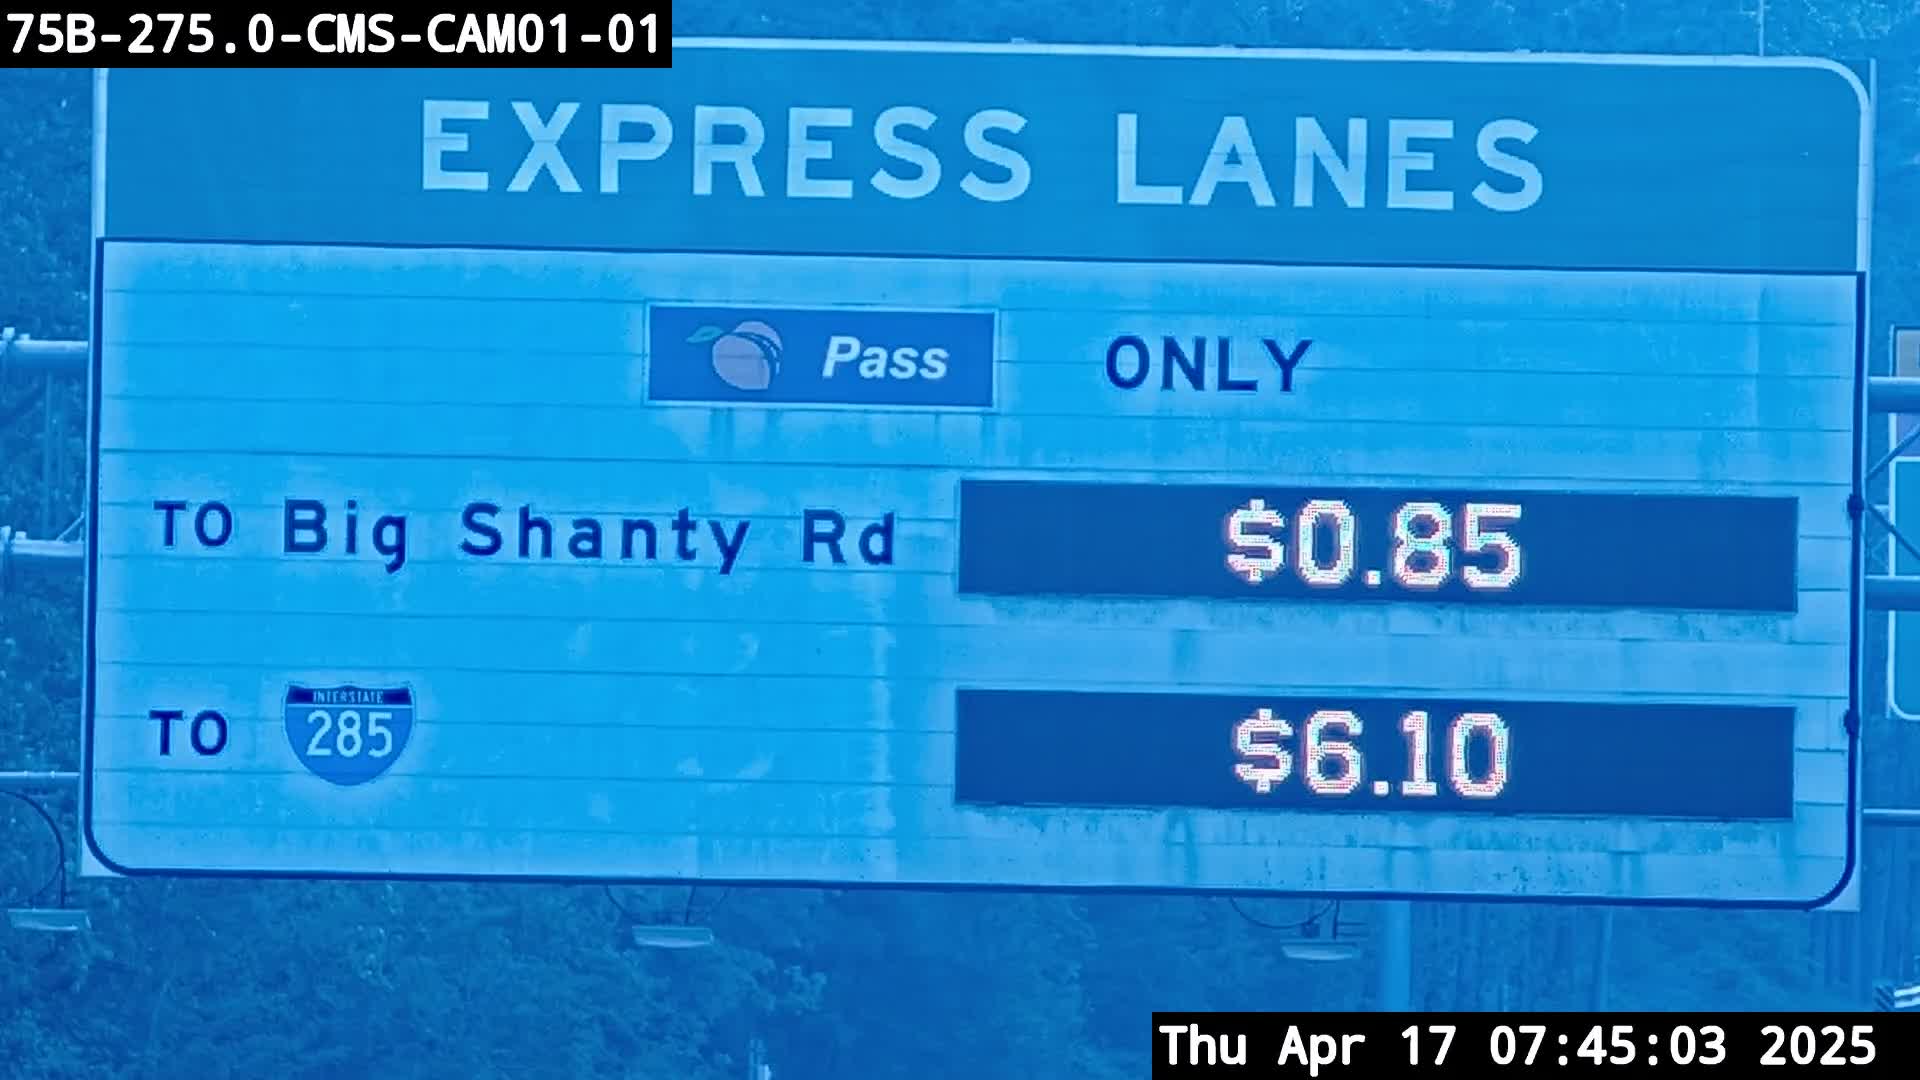 75B-275.0-CMS-CAM01-01
EXPRESS LANES
Pass ONLY
TO Big Shanty Rd $0.85
TO INTERSTATE 285 $6.10
Thu Apr 17 07:45:03 2025